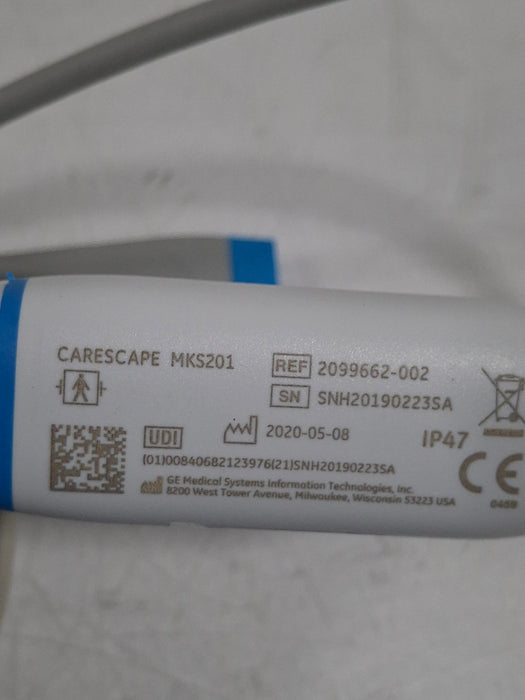 CARESCAPE MKS201
REF 2099662-002
SN SNH20190223SA
UDI 2020-05-08 IP47
(01)00840682123976(21)SNH20190223SA
GE Medical Systems Information Technologies, Inc.
8200 West Tower Avenue, Milwaukee, Wisconsin 53223 USA
CE
0459